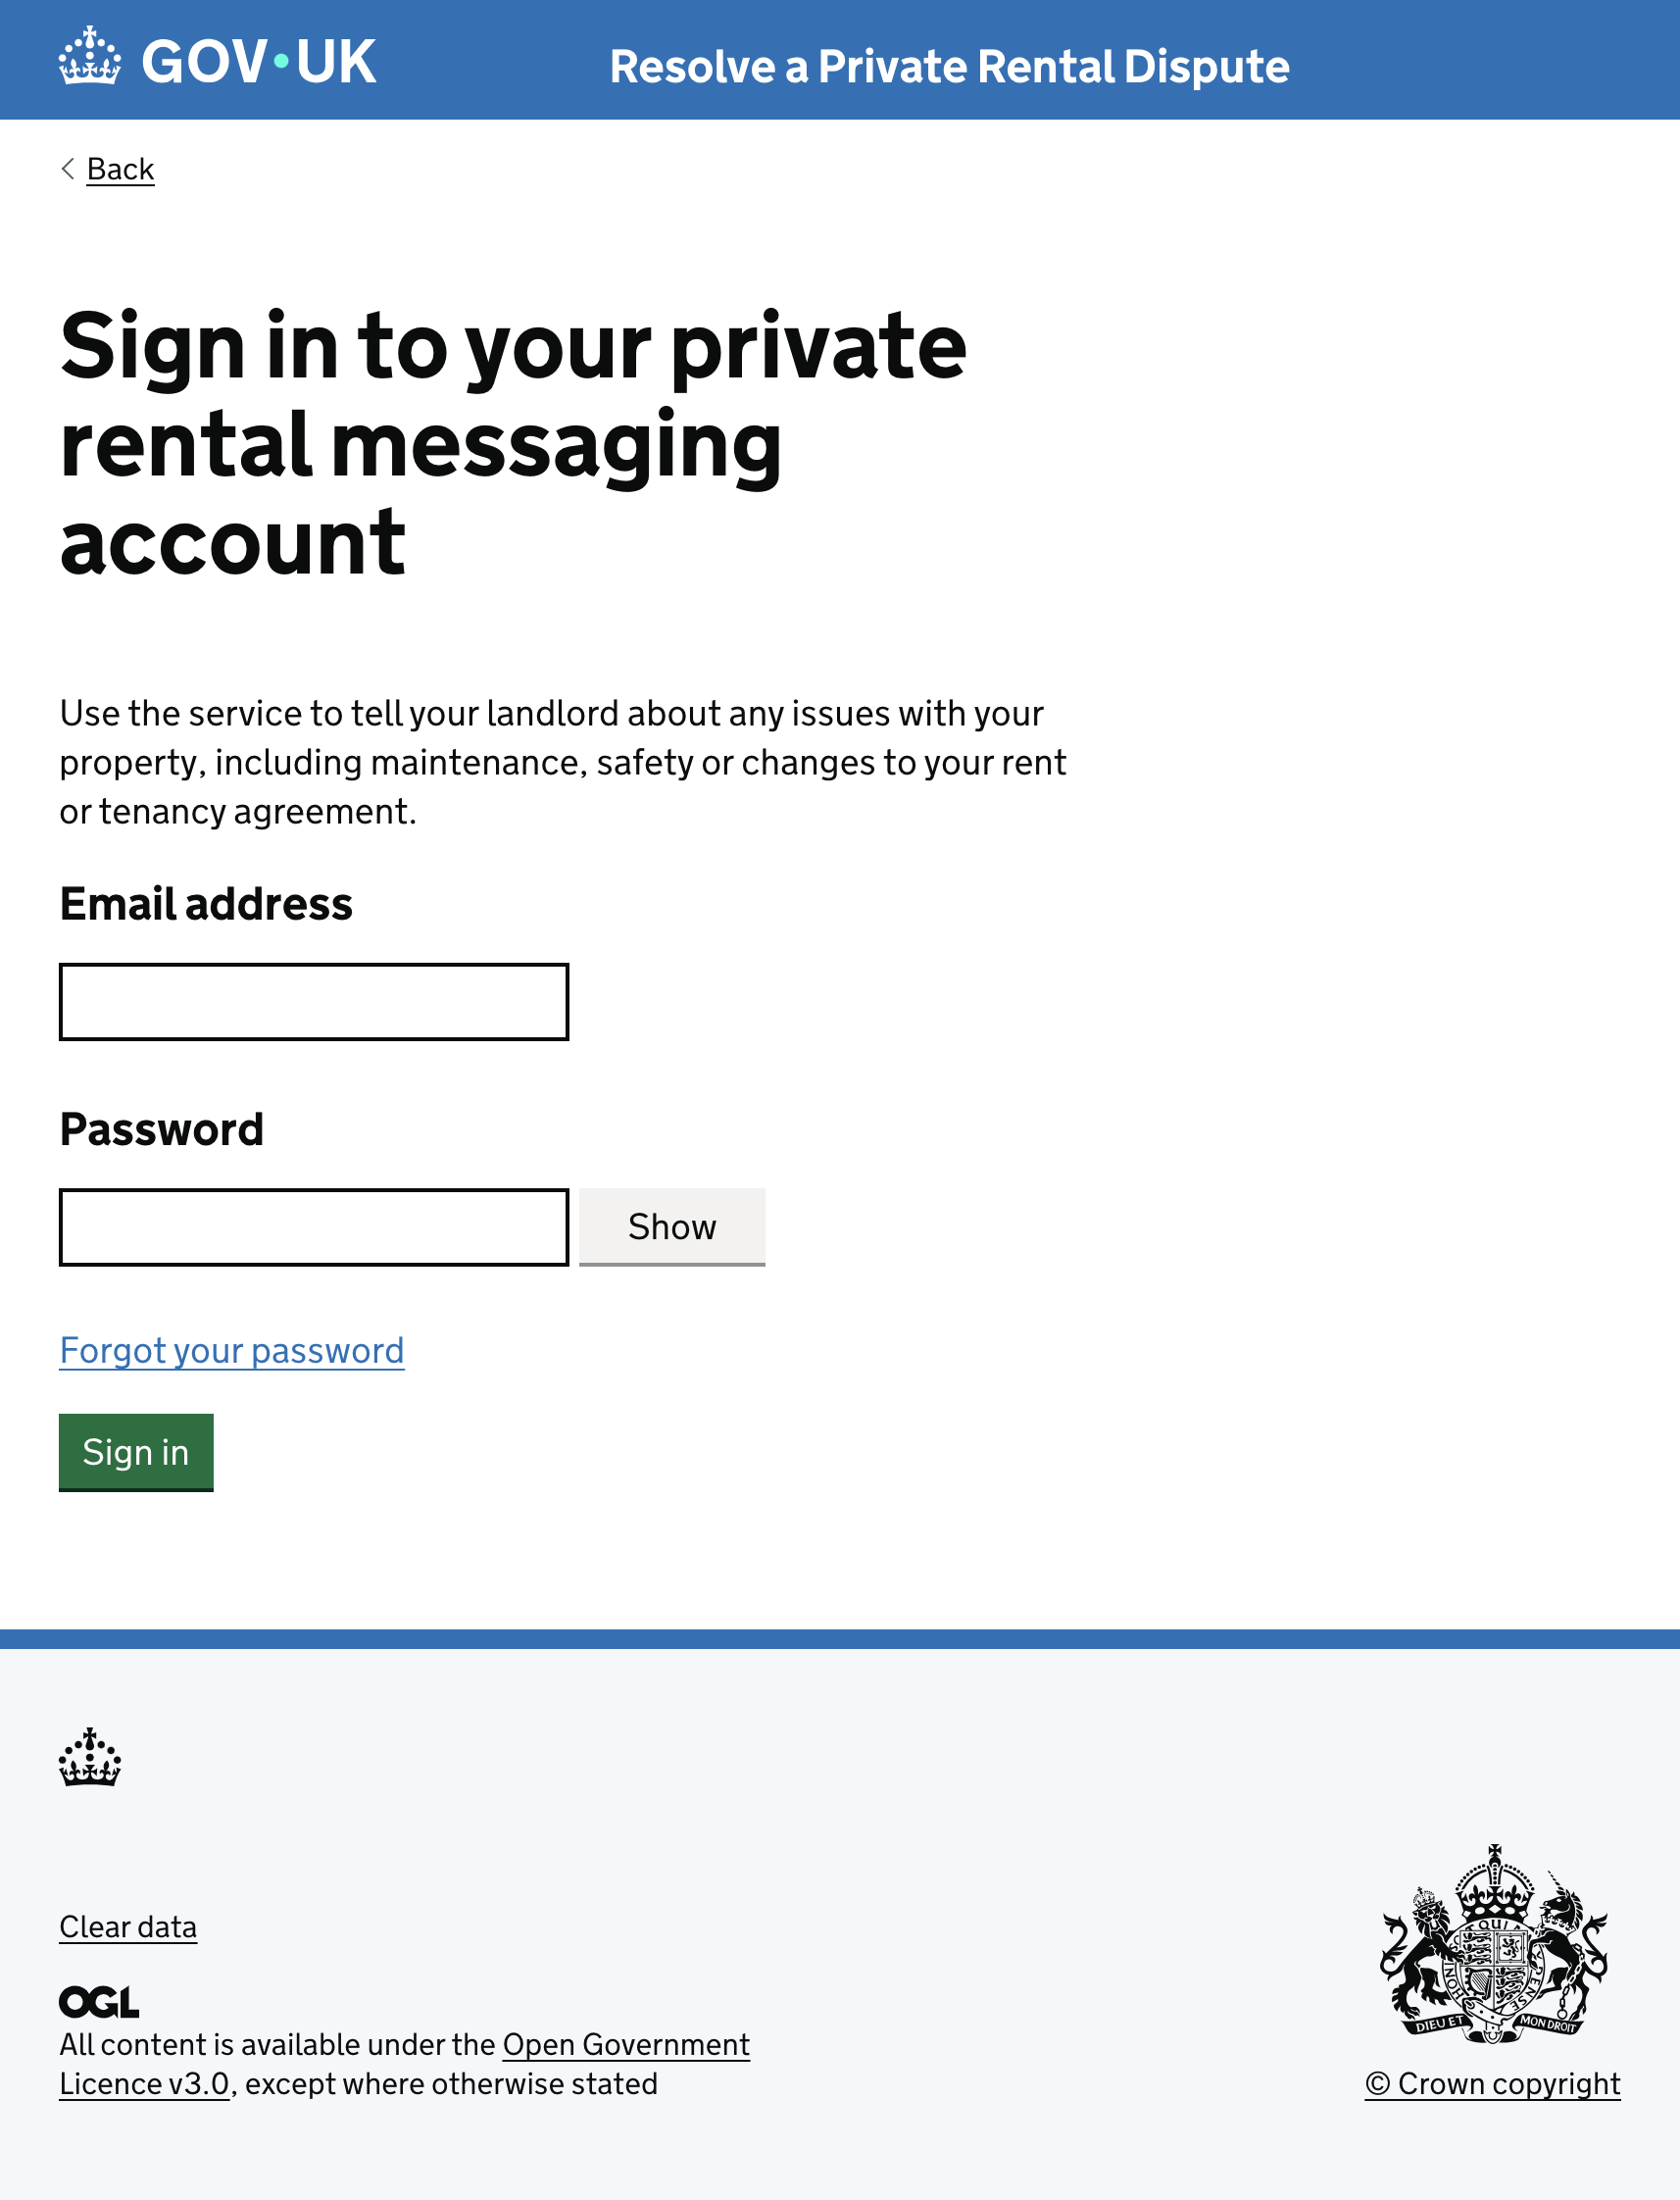 GOV·UK
Resolve a Private Rental Dispute
Back
Sign in to your private
rental messaging
account
Use the service to tell your landlord about any issues with your
property, including maintenance, safety or changes to your rent
or tenancy agreement.
Email address
Password
Show
Forgot your password
Sign in
Clear data
OGL
All content is available under the Open Government
Licence v3.0, except where otherwise stated
DIEU ET MON DROIT
© Crown copyright